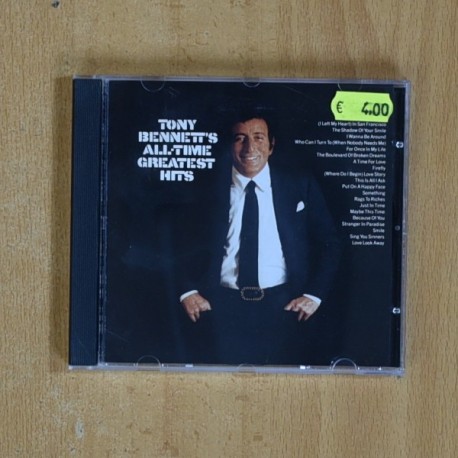 TONY
BENNETT'S
ALL-TIME
GREATEST
HITS
€ 4.00
(I Left My Heart) In San Francisco
The Shadow Of Your Smile
I Wanna Be Around
Who Can I Turn To (When Nobody Needs Me)
For Once In My Life
The Boulevard Of Broken Dreams
A Time For Love
Firefly
(Where Do I Begin) Love Story
This Is All I Ask
Put On A Happy Face
Something
Rags To Riches
Just In Time
Maybe This Time
Because Of You
Stranger In Paradise
Smile
Sing You Sinners
Love Look Away